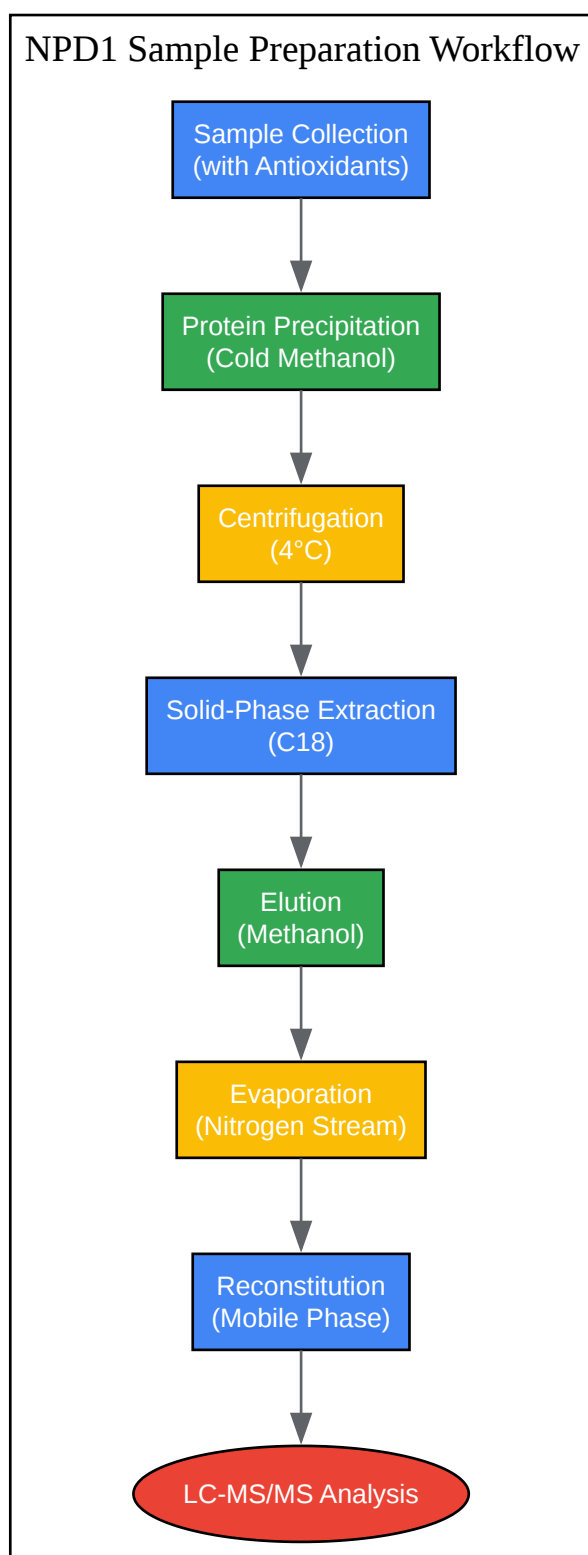 NPD1 Sample Preparation Workflow
Sample Collection
(with Antioxidants)
Protein Precipitation
(Cold Methanol)
Centrifugation
(4°C)
Solid-Phase Extraction
(C18)
Elution
(Methanol)
Evaporation
(Nitrogen Stream)
Reconstitution
(Mobile Phase)
LC-MS/MS Analysis